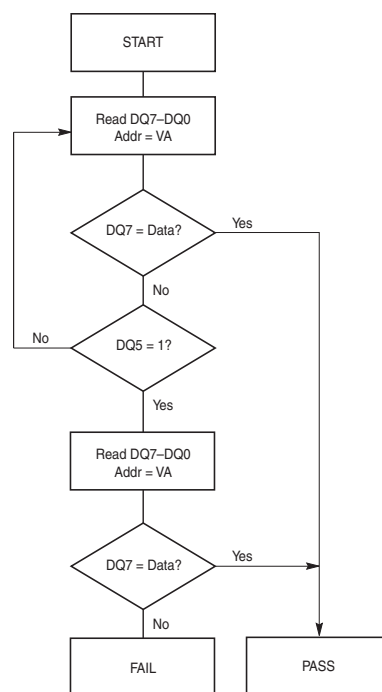 START
Read DQ7–DQ0
Addr = VA
DQ7 = Data?
Yes
No
No
DQ5 = 1?
Yes
Read DQ7–DQ0
Addr = VA
DQ7 = Data?
Yes
No
FAIL
PASS